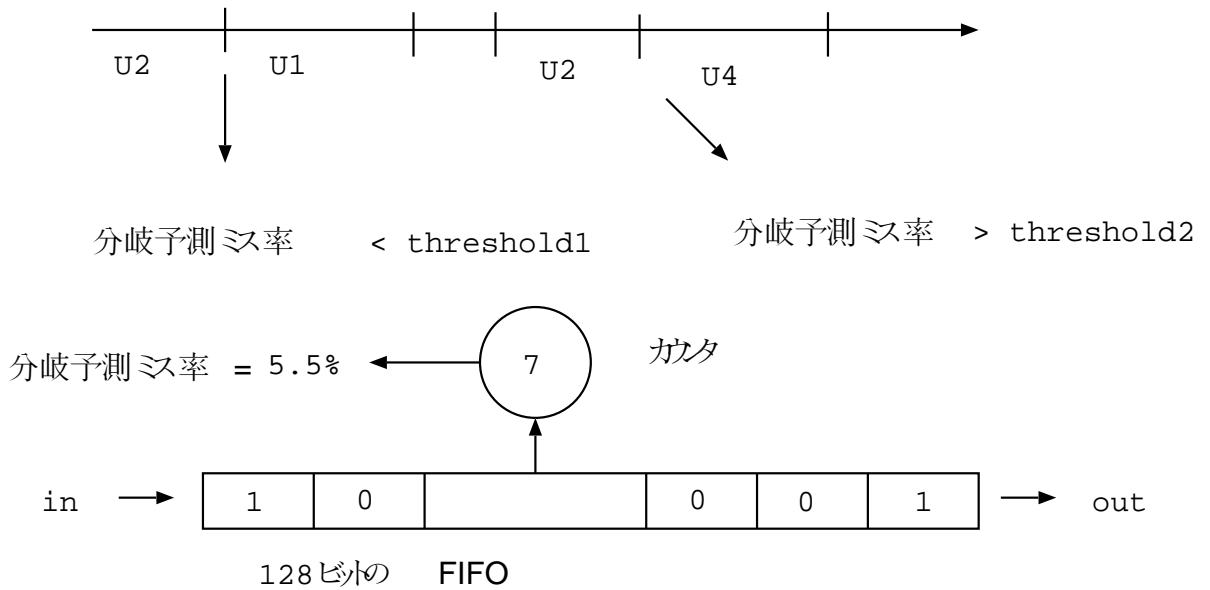 U2 U1 U2 U4
分岐予測ミス率 < threshold1
分岐予測ミス率 > threshold2
カウンタ
分岐予測ミス率 = 5.5%
7
in 1 0 0 0 1 out
128ビットの FIFO